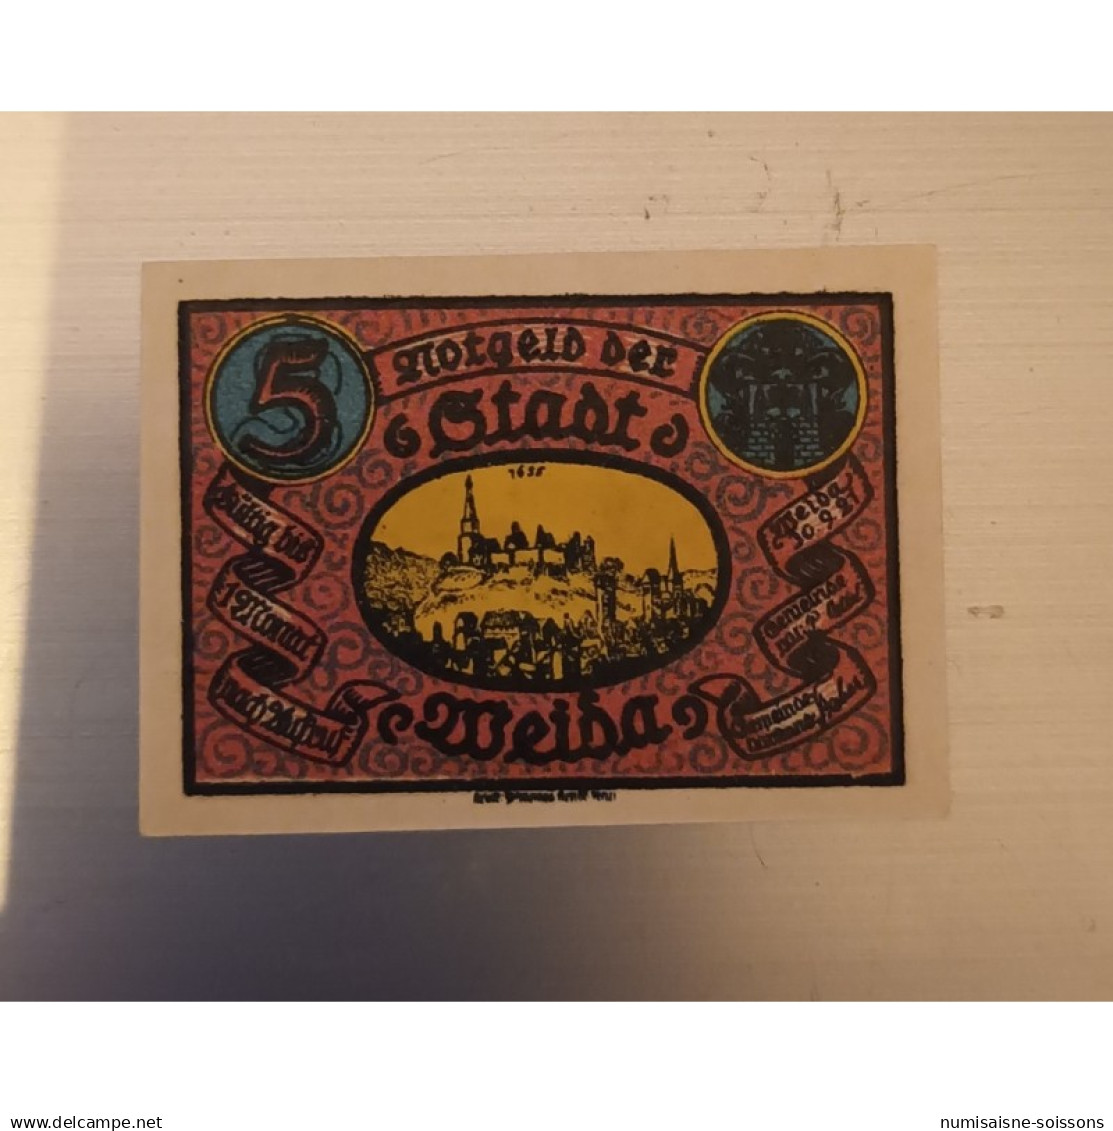 5
Notgeld der
Stadt
1635
Gültig bis
1 Monat
nach Aufruf
Weida
Weida
30.9.21
Gemeinde
Gemeinde
delcampe.net
numisaisne-soissons